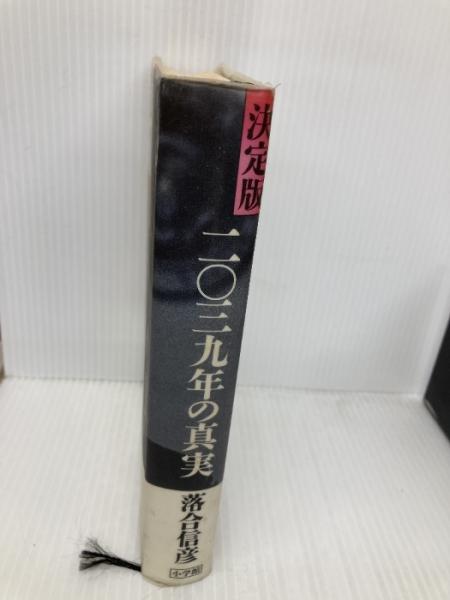 決定版
二〇三九年の真実
落合信彦
小学館